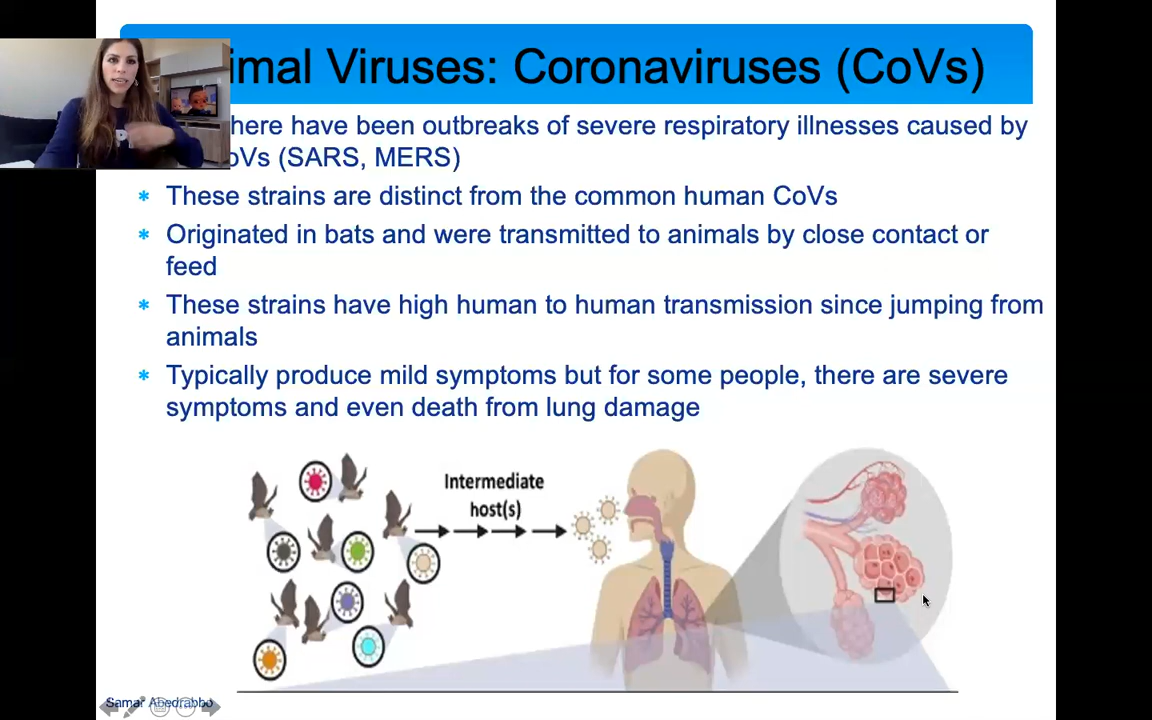 imal Viruses: Coronaviruses (CoVs)
here have been outbreaks of severe respiratory illnesses caused by
oVs (SARS, MERS)
* These strains are distinct from the common human CoVs
* Originated in bats and were transmitted to animals by close contact or
feed
* These strains have high human to human transmission since jumping from
animals
* Typically produce mild symptoms but for some people, there are severe
symptoms and even death from lung damage
Intermediate
host(s)
Samar Abedrabbo